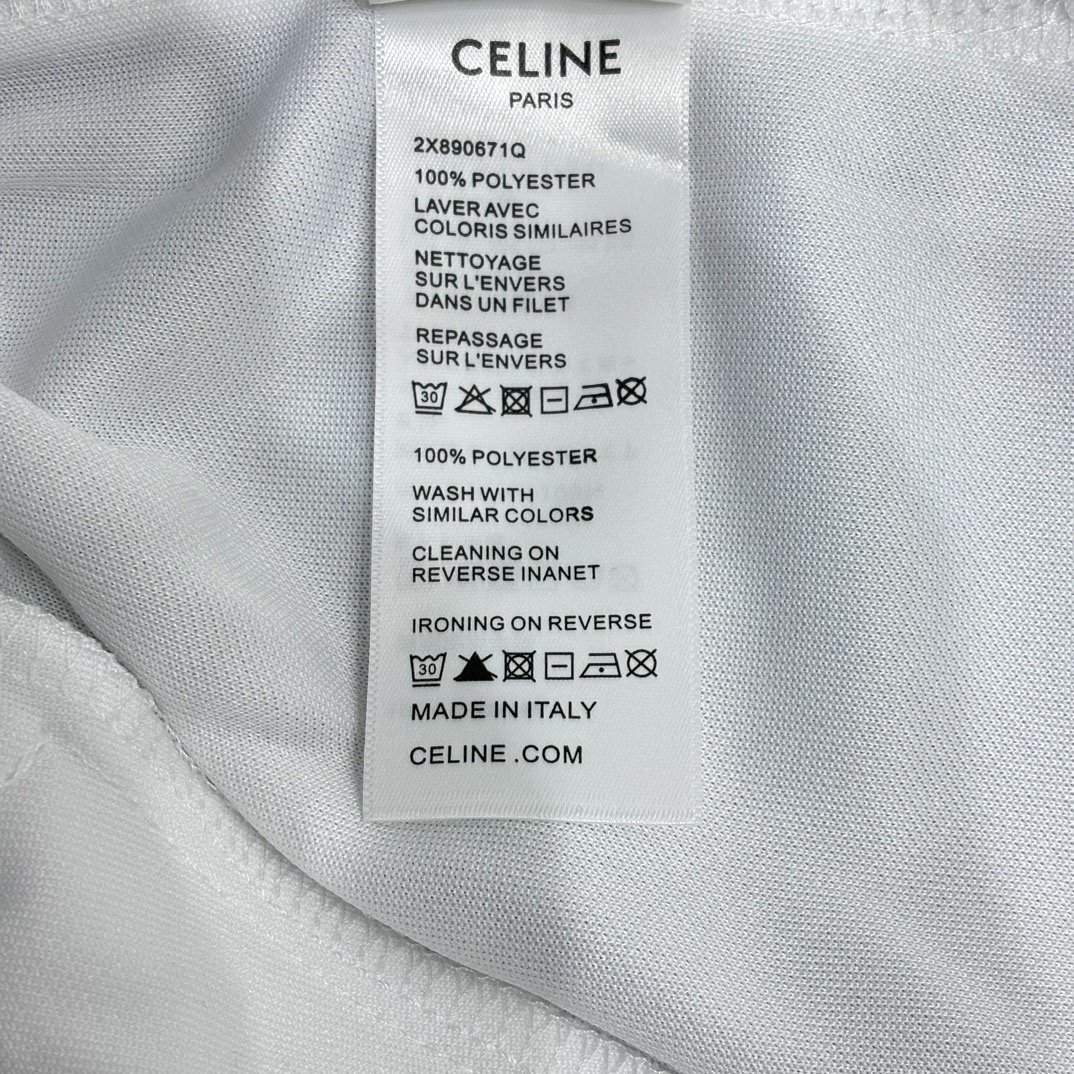 CELINE
PARIS
2X890671Q
100% POLYESTER
LAVER AVEC
COLORIS SIMILAIRES
NETTOYAGE
SUR L'ENVERS
DANS UN FILET
REPASSAGE
SUR L'ENVERS
30
100% POLYESTER
WASH WITH
SIMILAR COLORS
CLEANING ON
REVERSE INANET
IRONING ON REVERSE
30
MADE IN ITALY
CELINE .COM